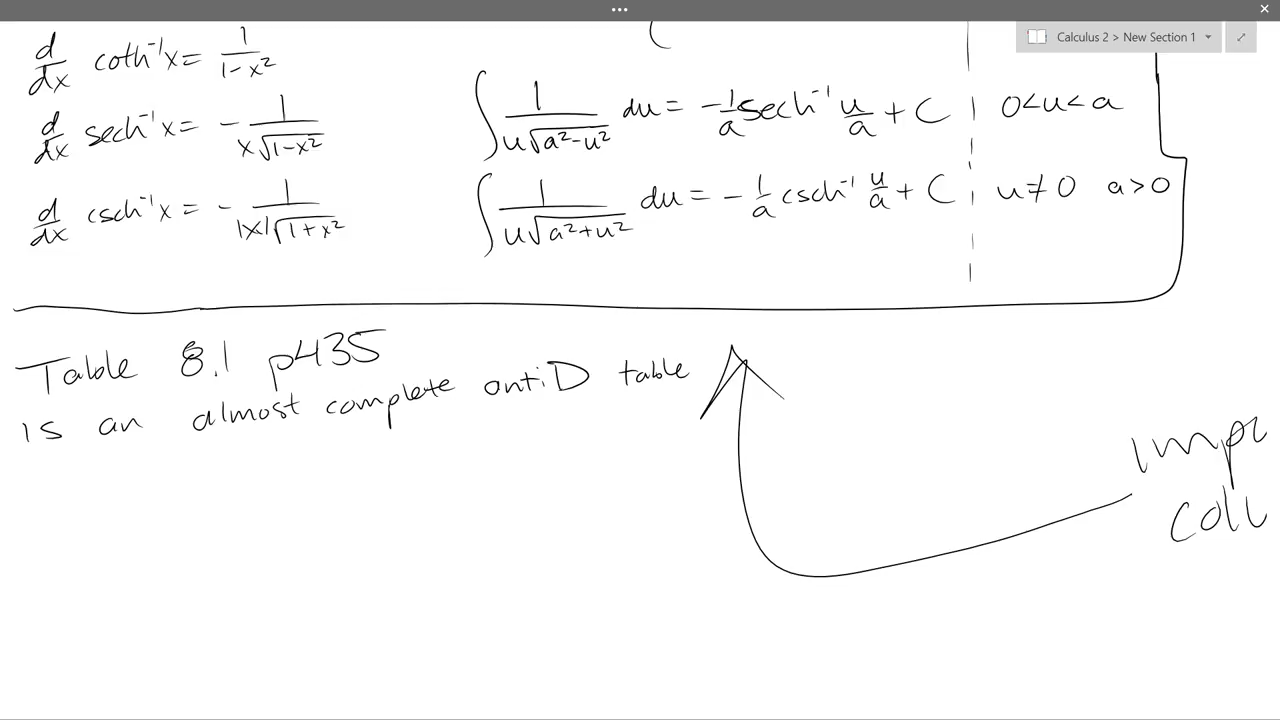 Calculus 2 > New Section 1
d/dx coth⁻¹x = 1/(1-x²)
d/dx sech⁻¹x = - 1/(x√(1-x²))
∫ 1/(u√(a²-u²)) du = -1/a sech⁻¹ u/a + C | 0<u<a
d/dx csch⁻¹x = - 1/(|x|√(1+x²))
∫ 1/(u√(a²+u²)) du = - 1/a csch⁻¹ u/a + C | u≠0 a>0
Table 8.1 p435
is an almost complete antiD table